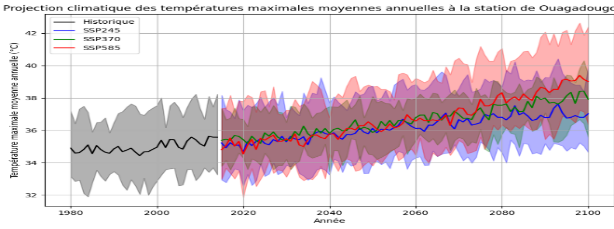 Projection climatique des températures maximales moyennes annuelles à la station de Ouagadougou
Historique
SSP245
SSP370
SSP585
Température maximale moyenne annuelle (°C)
42
40
38
36
34
32
1980
2000
2020
2040
2060
2080
2100
Année